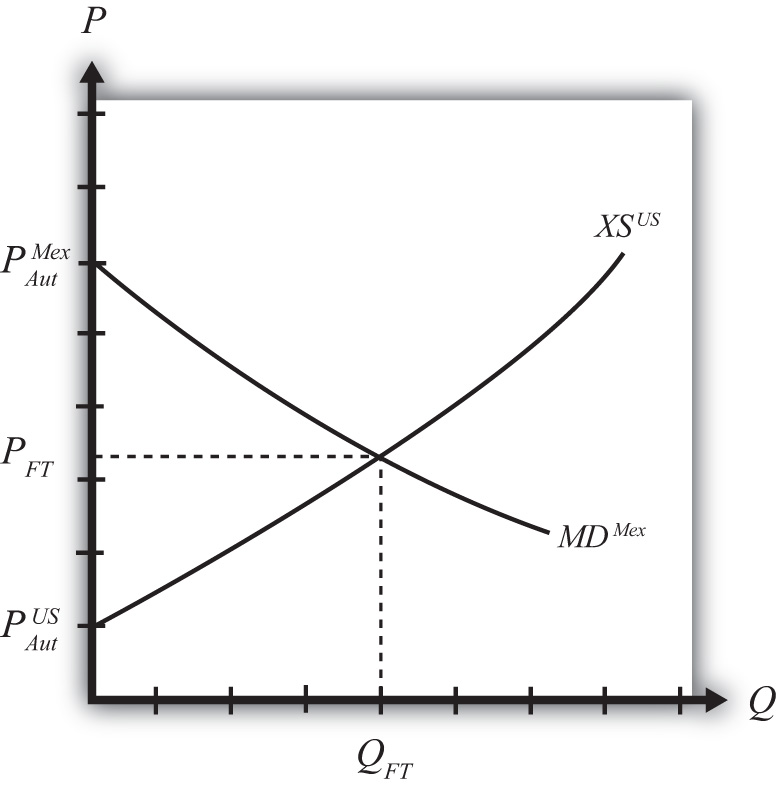 P
XS^US
P^Mex_Aut
P_FT
MD^Mex
P^US_Aut
Q
Q_FT